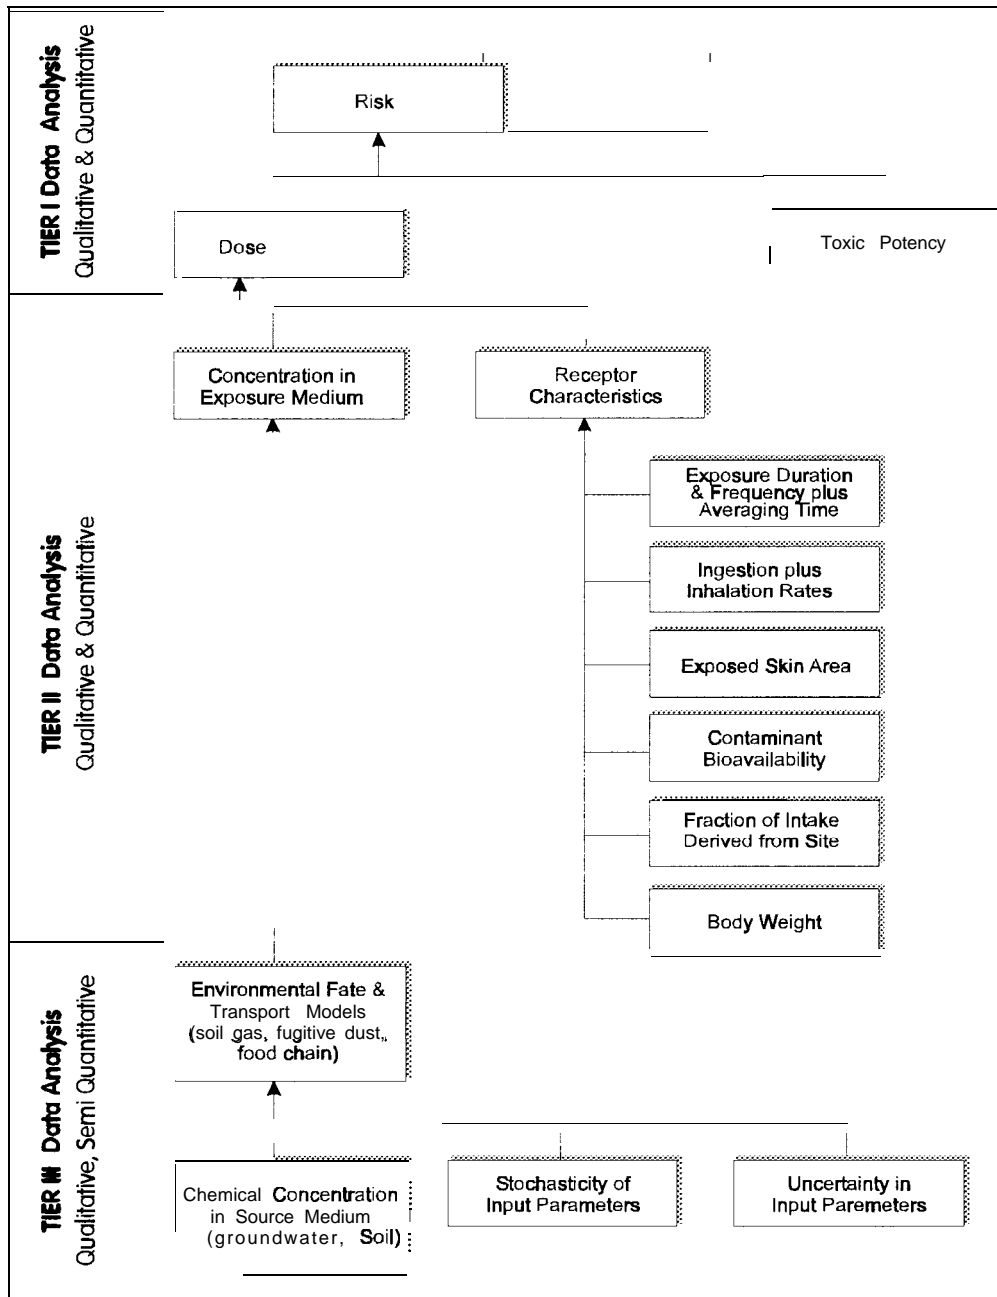 TIER I Data Analysis
Qualitative & Quantitative
Risk
Dose
Toxic Potency
TIER II Data Analysis
Qualitative & Quantitative
Concentration in
Exposure Medium
Receptor
Characteristics
Exposure Duration
& Frequency plus
Averaging Time
Ingestion plus
Inhalation Rates
Exposed Skin Area
Contaminant
Bioavailability
Fraction of Intake
Derived from Site
Body Weight
TIER III Data Analysis
Qualitative, Semi Quantitative
Environmental Fate &
Transport Models
(soil gas, fugitive dust,,
food chain)
Chemical Concentration
in Source Medium
(groundwater, Soil)
Stochasticity of
Input Parameters
Uncertainty in
Input Paremeters